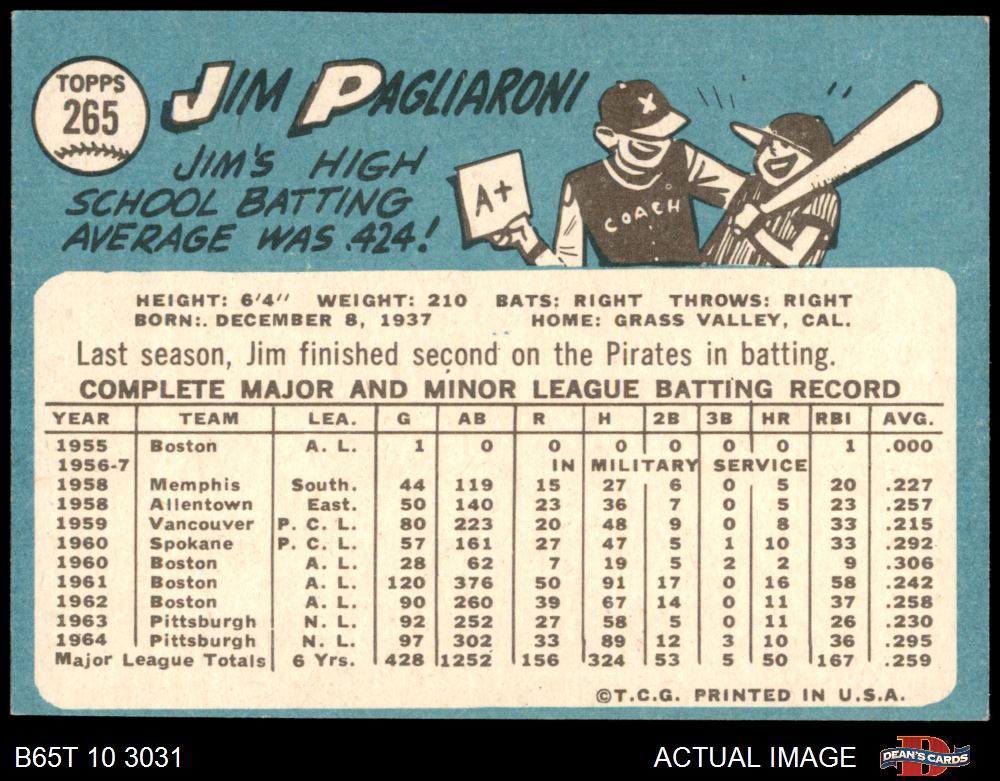 TOPPS
265
JIM PAGLIARONI
JIM'S HIGH
SCHOOL BATTING
AVERAGE WAS .424!
A+
X
COACH
HEIGHT: 6'4" WEIGHT: 210 BATS: RIGHT THROWS: RIGHT
BORN:. DECEMBER 8, 1937 HOME: GRASS VALLEY, CAL.
Last season, Jim finished second on the Pirates in batting.
COMPLETE MAJOR AND MINOR LEAGUE BATTING RECORD
YEAR TEAM LEA. G AB R H 2B 3B HR RBI AVG.
1955 Boston A. L. 1 0 0 0 0 0 0 1 .000
1956-7 IN MILITARY SERVICE
1958 Memphis South. 44 119 15 27 6 0 5 20 .227
1958 Allentown East. 50 140 23 36 7 0 5 23 .257
1959 Vancouver P. C. L. 80 223 20 48 9 0 8 33 .215
1960 Spokane P. C. L. 57 161 27 47 5 1 10 33 .292
1960 Boston A. L. 28 62 7 19 5 2 2 9 .306
1961 Boston A. L. 120 376 50 91 17 0 16 58 .242
1962 Boston A. L. 90 260 39 67 14 0 11 37 .258
1963 Pittsburgh N. L. 92 252 27 58 5 0 11 26 .230
1964 Pittsburgh N. L. 97 302 33 89 12 3 10 36 .295
Major League Totals 6 Yrs. 428 1252 156 324 53 5 50 167 .259
©T.C.G. PRINTED IN U.S.A.
B65T 10 3031 ACTUAL IMAGE DEAN'S CARDS